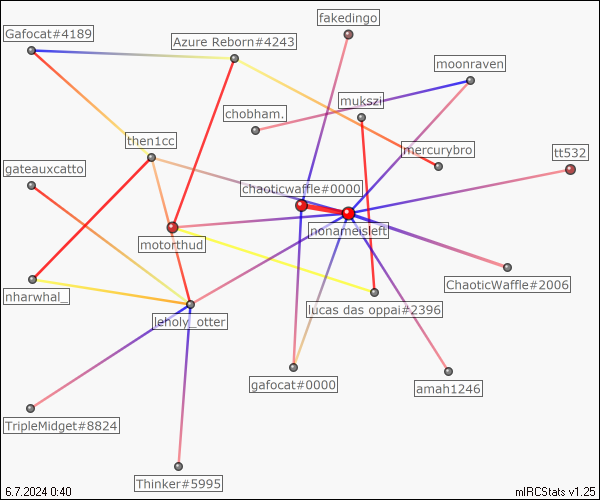 fakedingo
Gafocat#4189
Azure Reborn#4243
moonraven
mukszi
chobham.
then1cc
mercurybro
tt532
gateauxcatto
chaoticwaffle#0000
nonameisleft
motorthud
ChaoticWaffle#2006
nharwhal_
lucas das oppai#2396
leholy_otter
gafocat#0000
amah1246
TripleMidget#8824
Thinker#5995
6.7.2024 0:40
mIRCStats v1.25